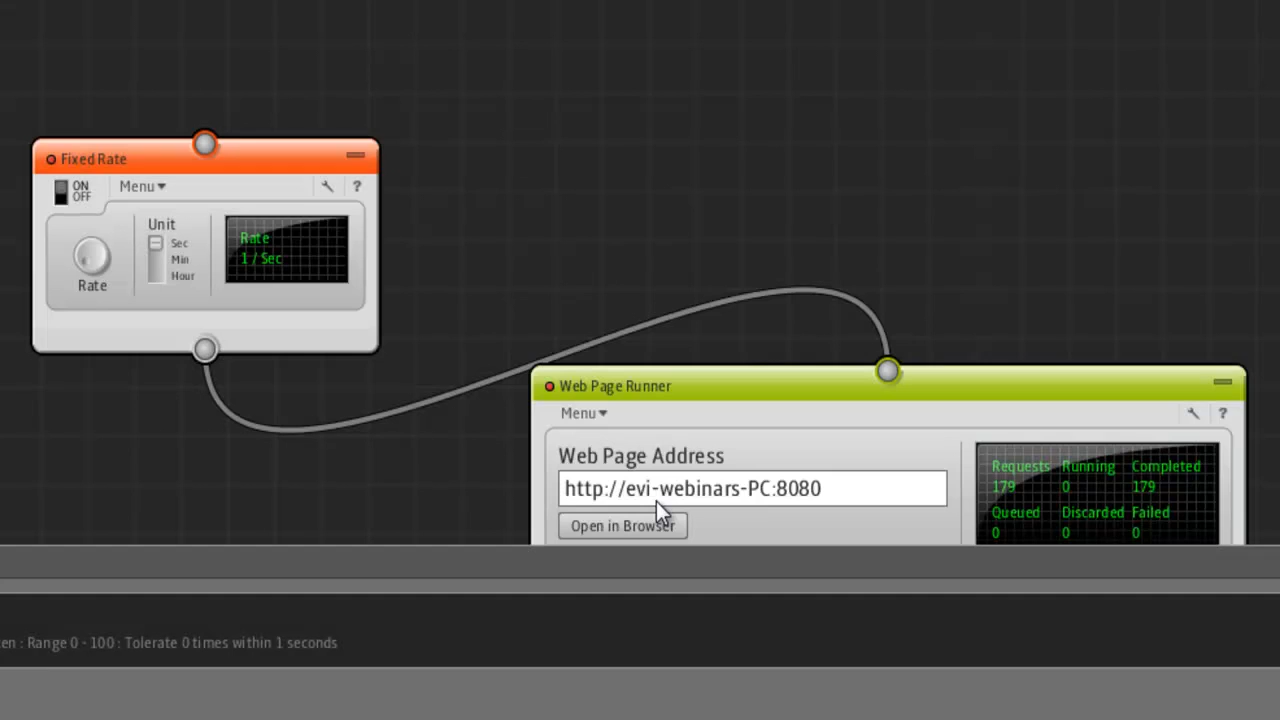 Fixed Rate
ON
OFF
Menu
?
Unit
Sec
Min
Hour
Rate
Rate
1 / Sec
Web Page Runner
Menu
?
Web Page Address
http://evi-webinars-PC:8080
Open in Browser
Requests Running Completed
179 0 179
Queued Discarded Failed
0 0 0
: Range 0 - 100 : Tolerate 0 times within 1 seconds